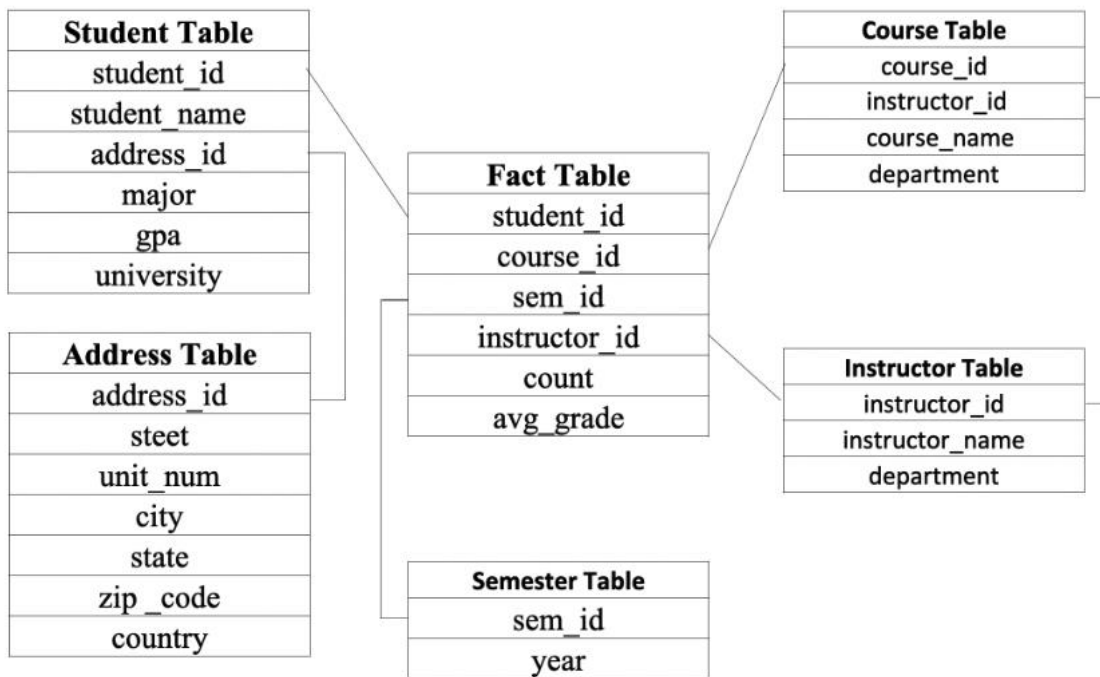 Student Table
student_id
student_name
address_id
major
gpa
university
Address Table
address_id
steet
unit_num
city
state
zip _code
country
Fact Table
student_id
course_id
sem_id
instructor_id
count
avg_grade
Semester Table
sem_id
year
Course Table
course_id
instructor_id
course_name
department
Instructor Table
instructor_id
instructor_name
department